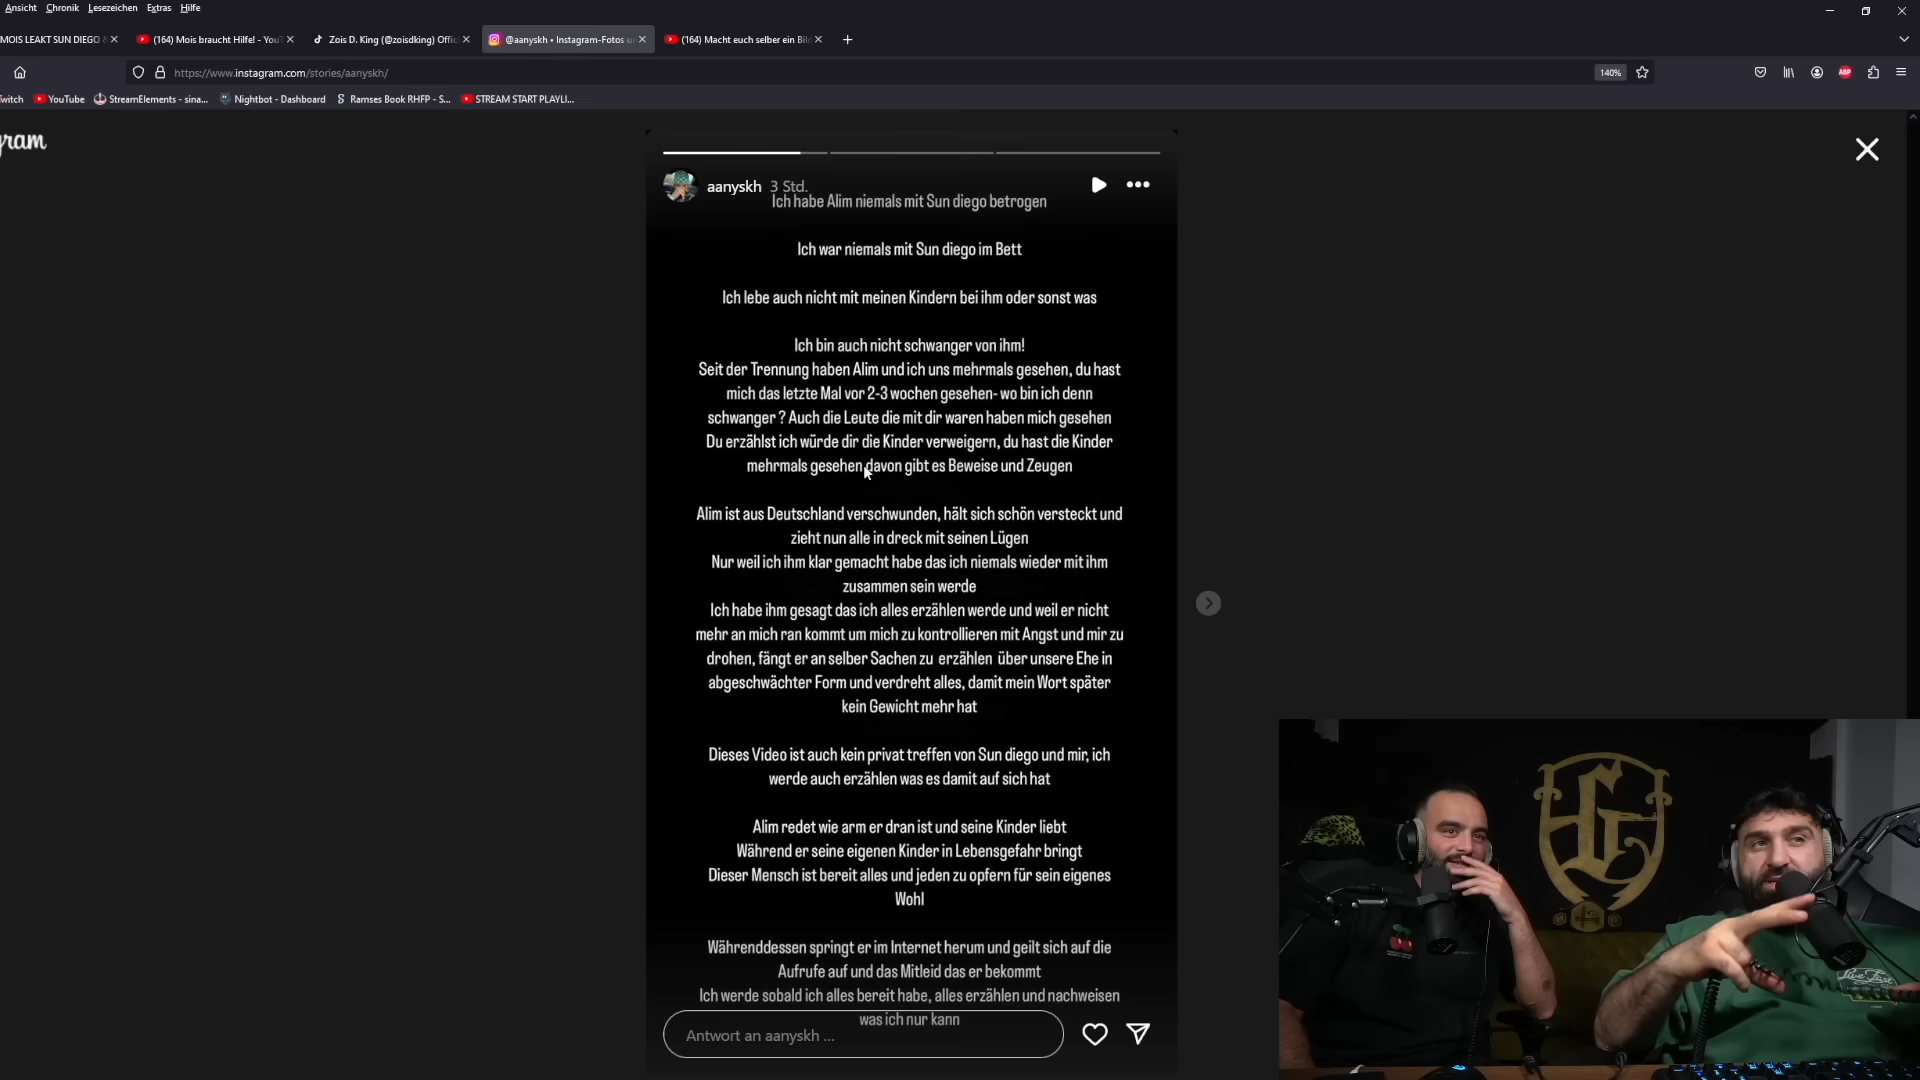 Ansicht Chronik Lesezeichen Extras Hilfe
MOIS LEAKT SUN DIEGO
(164) Mois braucht Hilfe! - You
Zois D. King (@zoisdking) Offic
@aanyskh • Instagram-Fotos u
(164) Macht euch selber ein Bil
https://www.instagram.com/stories/aanyskh/
140%
ABP
witch YouTube StreamElements - sina... Nightbot - Dashboard Ramses Book RHFP - S... STREAM START PLAYLI...
gram
aanyskh 3 Std.
Ich habe Alim niemals mit Sun diego betrogen
Ich war niemals mit Sun diego im Bett
Ich lebe auch nicht mit meinen Kindern bei ihm oder sonst was
Ich bin auch nicht schwanger von ihm!
Seit der Trennung haben Alim und ich uns mehrmals gesehen, du hast
mich das letzte Mal vor 2-3 wochen gesehen- wo bin ich denn
schwanger ? Auch die Leute die mit dir waren haben mich gesehen
Du erzählst ich würde dir die Kinder verweigern, du hast die Kinder
mehrmals gesehen davon gibt es Beweise und Zeugen
Alim ist aus Deutschland verschwunden, hält sich schön versteckt und
zieht nun alle in dreck mit seinen Lügen
Nur weil ich ihm klar gemacht habe das ich niemals wieder mit ihm
zusammen sein werde
Ich habe ihm gesagt das ich alles erzählen werde und weil er nicht
mehr an mich ran kommt um mich zu kontrollieren mit Angst und mir zu
drohen, fängt er an selber Sachen zu erzählen über unsere Ehe in
abgeschwächter Form und verdreht alles, damit mein Wort später
kein Gewicht mehr hat
Dieses Video ist auch kein privat treffen von Sun diego und mir, ich
werde auch erzählen was es damit auf sich hat
Alim redet wie arm er dran ist und seine Kinder liebt
Während er seine eigenen Kinder in Lebensgefahr bringt
Dieser Mensch ist bereit alles und jeden zu opfern für sein eigenes
Wohl
Währenddessen springt er im Internet herum und geilt sich auf die
Aufrufe auf und das Mitleid das er bekommt
Ich werde sobald ich alles bereit habe, alles erzählen und nachweisen
was ich nur kann
Antwort an aanyskh ...
Live Fast